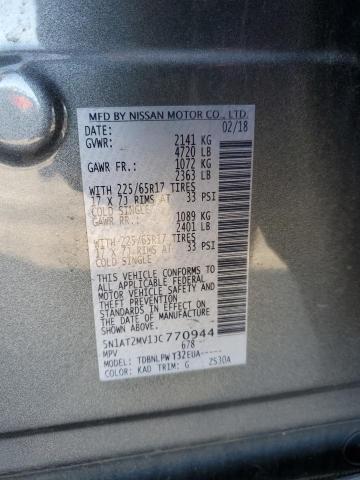 MFD BY NISSAN MOTOR CO., LTD.
DATE: 02/18
GVWR: 2141 KG
4720 LB
GAWR FR.: 1072 KG
2363 LB
WITH 225/65R17 TIRES
17 X 7J RIMS AT 33 PSI
COLD SINGLE
GAWR RR.: 1089 KG
2401 LB
WITH 225/65R17 TIRES
17 X 7J RIMS AT 33 PSI
COLD SINGLE
THIS VEHICLE CONFORMS TO
ALL APPLICABLE FEDERAL
MOTOR VEHICLE SAFETY
AND THEFT PREVENTION
STANDARDS IN EFFECT ON
THE DATE OF MANUFACTURE
SHOWN ABOVE.
5N1AT2MV1JC770944
MPV 678
MODEL: TDBNLPWT32EUA-----
COLOR: KAD TRIM: G ZS30A